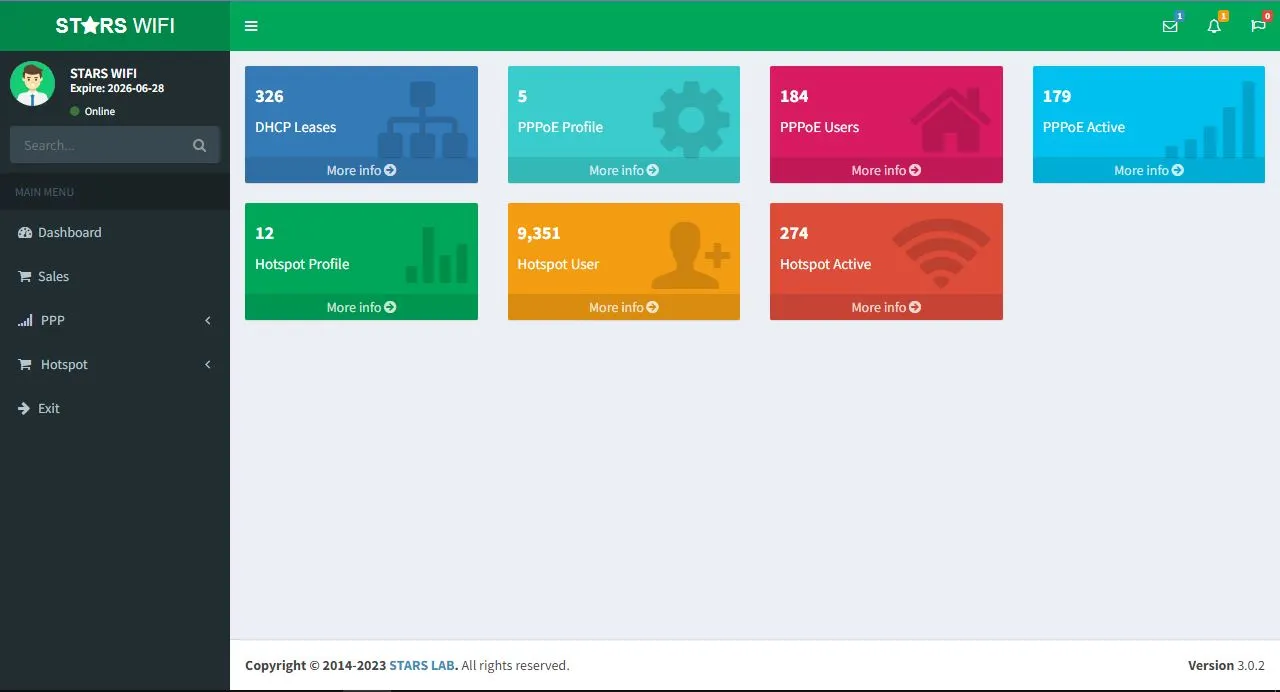 ST★RS WIFI
1
1
0
STARS WIFI
Expire: 2026-06-28
Online
Search...
MAIN MENU
Dashboard
Sales
PPP
Hotspot
Exit
326
DHCP Leases
More info
5
PPPoE Profile
More info
184
PPPoE Users
More info
179
PPPoE Active
More info
12
Hotspot Profile
More info
9,351
Hotspot User
More info
274
Hotspot Active
More info
Copyright © 2014-2023 STARS LAB. All rights reserved.
Version 3.0.2